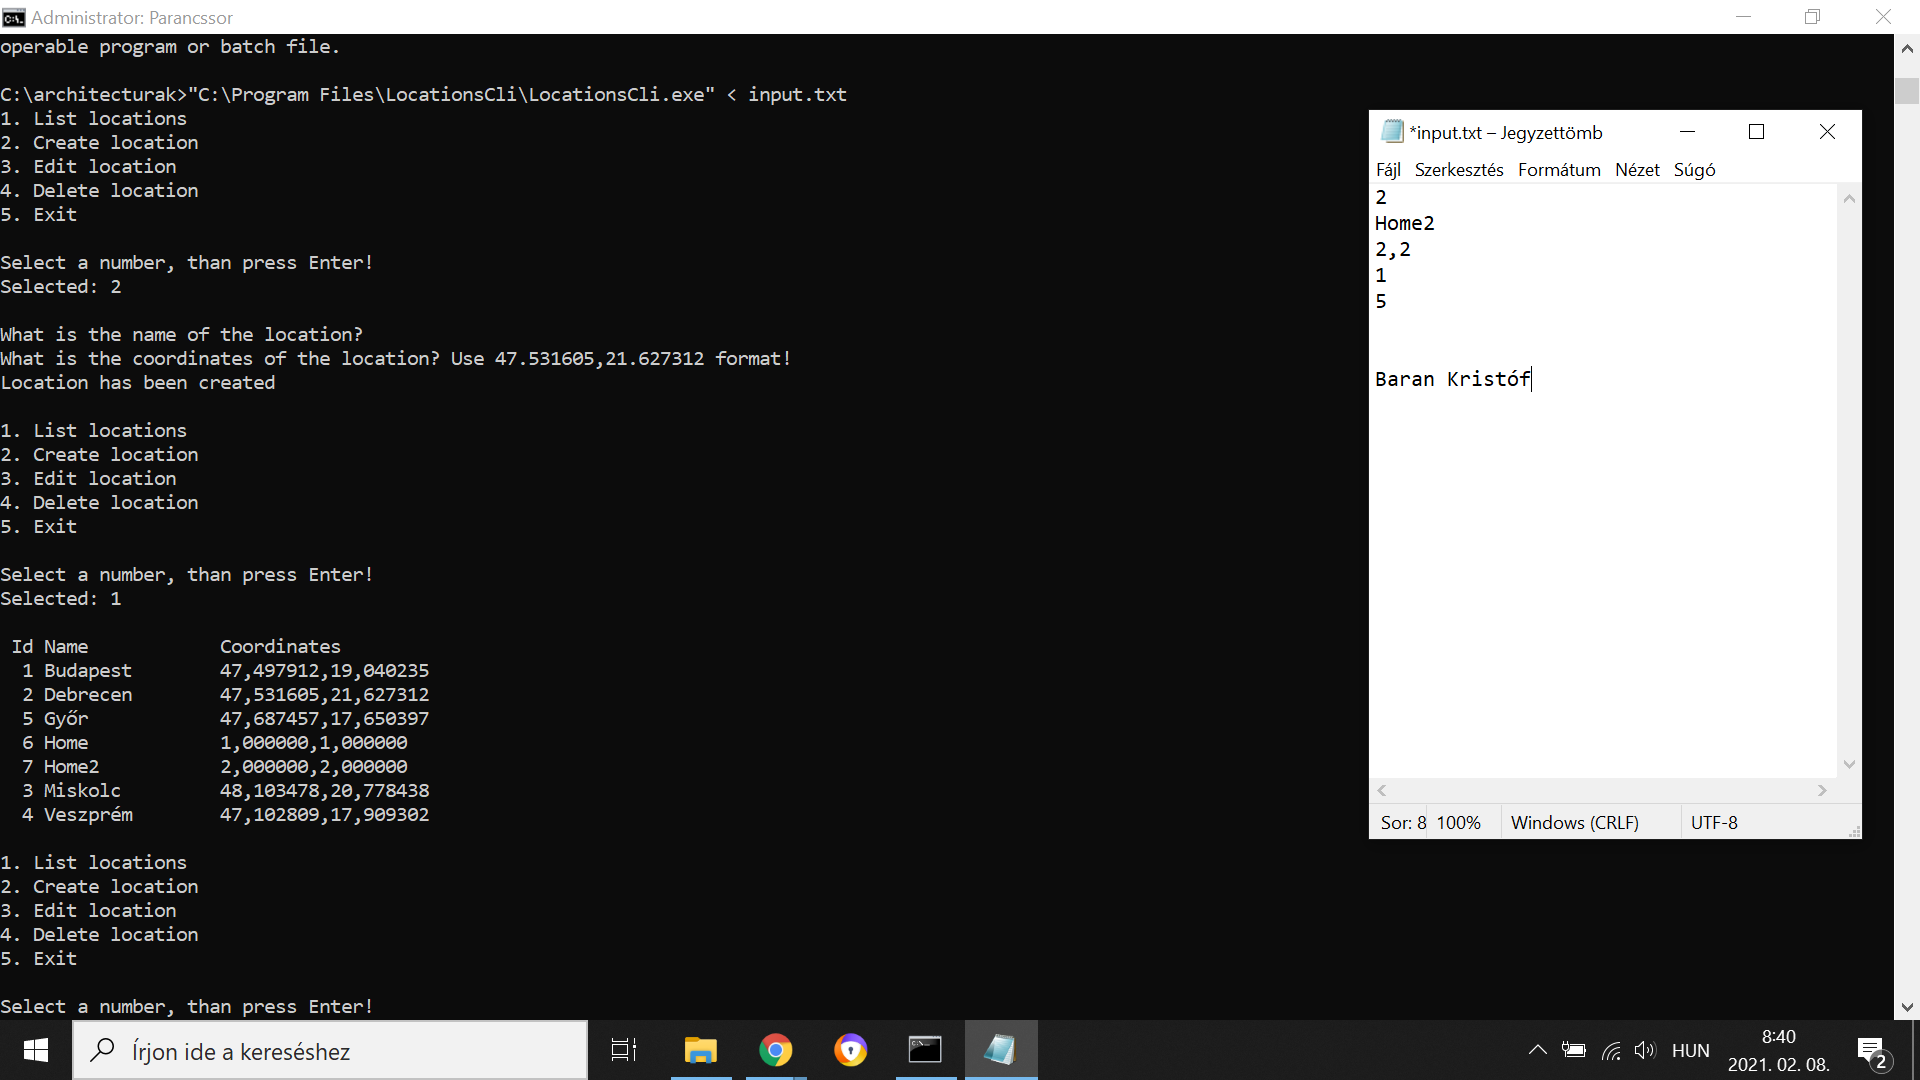 Administrator: Parancssor
operable program or batch file.
C:\architecturak>"C:\Program Files\LocationsCli\LocationsCli.exe" < input.txt
1. List locations
2. Create location
3. Edit location
4. Delete location
5. Exit
Select a number, than press Enter!
Selected: 2
What is the name of the location?
What is the coordinates of the location? Use 47.531605,21.627312 format!
Location has been created
1. List locations
2. Create location
3. Edit location
4. Delete location
5. Exit
Select a number, than press Enter!
Selected: 1
Id Name Coordinates
1 Budapest 47,497912,19,040235
2 Debrecen 47,531605,21,627312
5 Győr 47,687457,17,650397
6 Home 1,000000,1,000000
7 Home2 2,000000,2,000000
3 Miskolc 48,103478,20,778438
4 Veszprém 47,102809,17,909302
1. List locations
2. Create location
3. Edit location
4. Delete location
5. Exit
Select a number, than press Enter!
*input.txt – Jegyzettömb
Fájl Szerkesztés Formátum Nézet Súgó
2
Home2
2,2
1
5
Baran Kristóf
Sor: 8 100% Windows (CRLF) UTF-8
Írjon ide a kereséshez
HUN
8:40
2021. 02. 08.
2